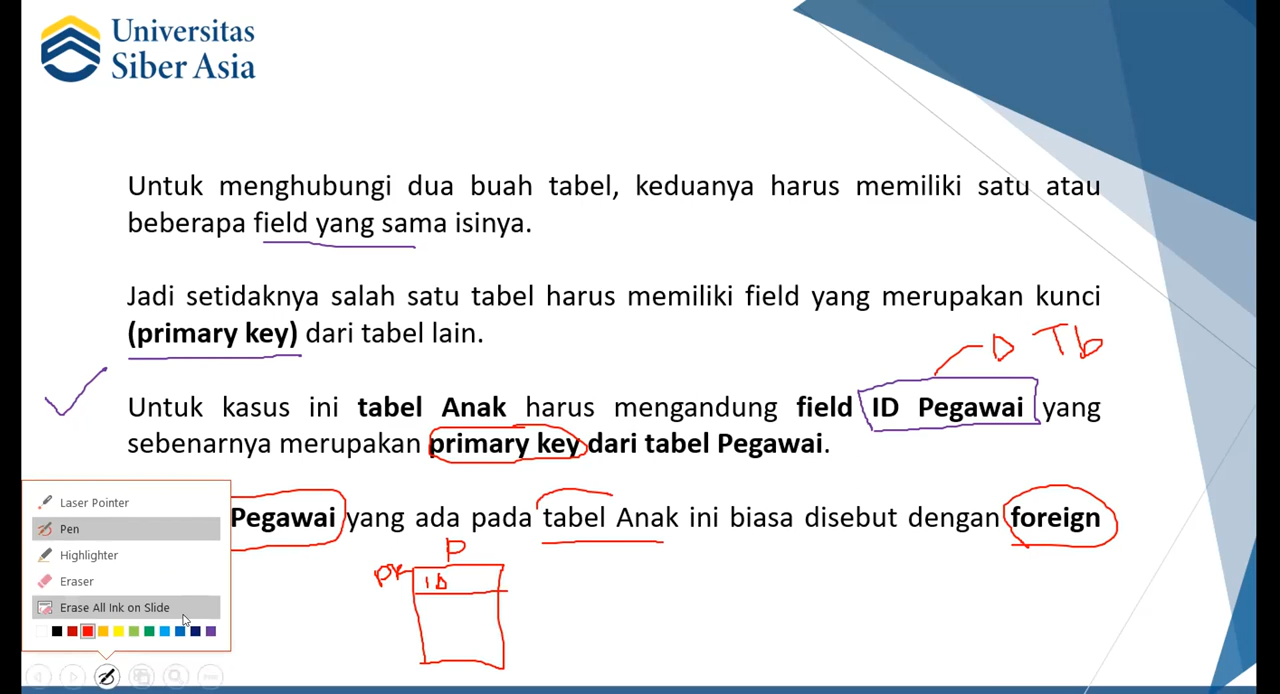 Universitas
Siber Asia
Untuk menghubungi dua buah tabel, keduanya harus memiliki satu atau
beberapa field yang sama isinya.
Jadi setidaknya salah satu tabel harus memiliki field yang merupakan kunci
(primary key) dari tabel lain.
D Tb
Untuk kasus ini tabel Anak harus mengandung field ID Pegawai yang
sebenarnya merupakan primary key dari tabel Pegawai.
Pegawai yang ada pada tabel Anak ini biasa disebut dengan foreign
P
PK ID
Laser Pointer
Pen
Highlighter
Eraser
Erase All Ink on Slide